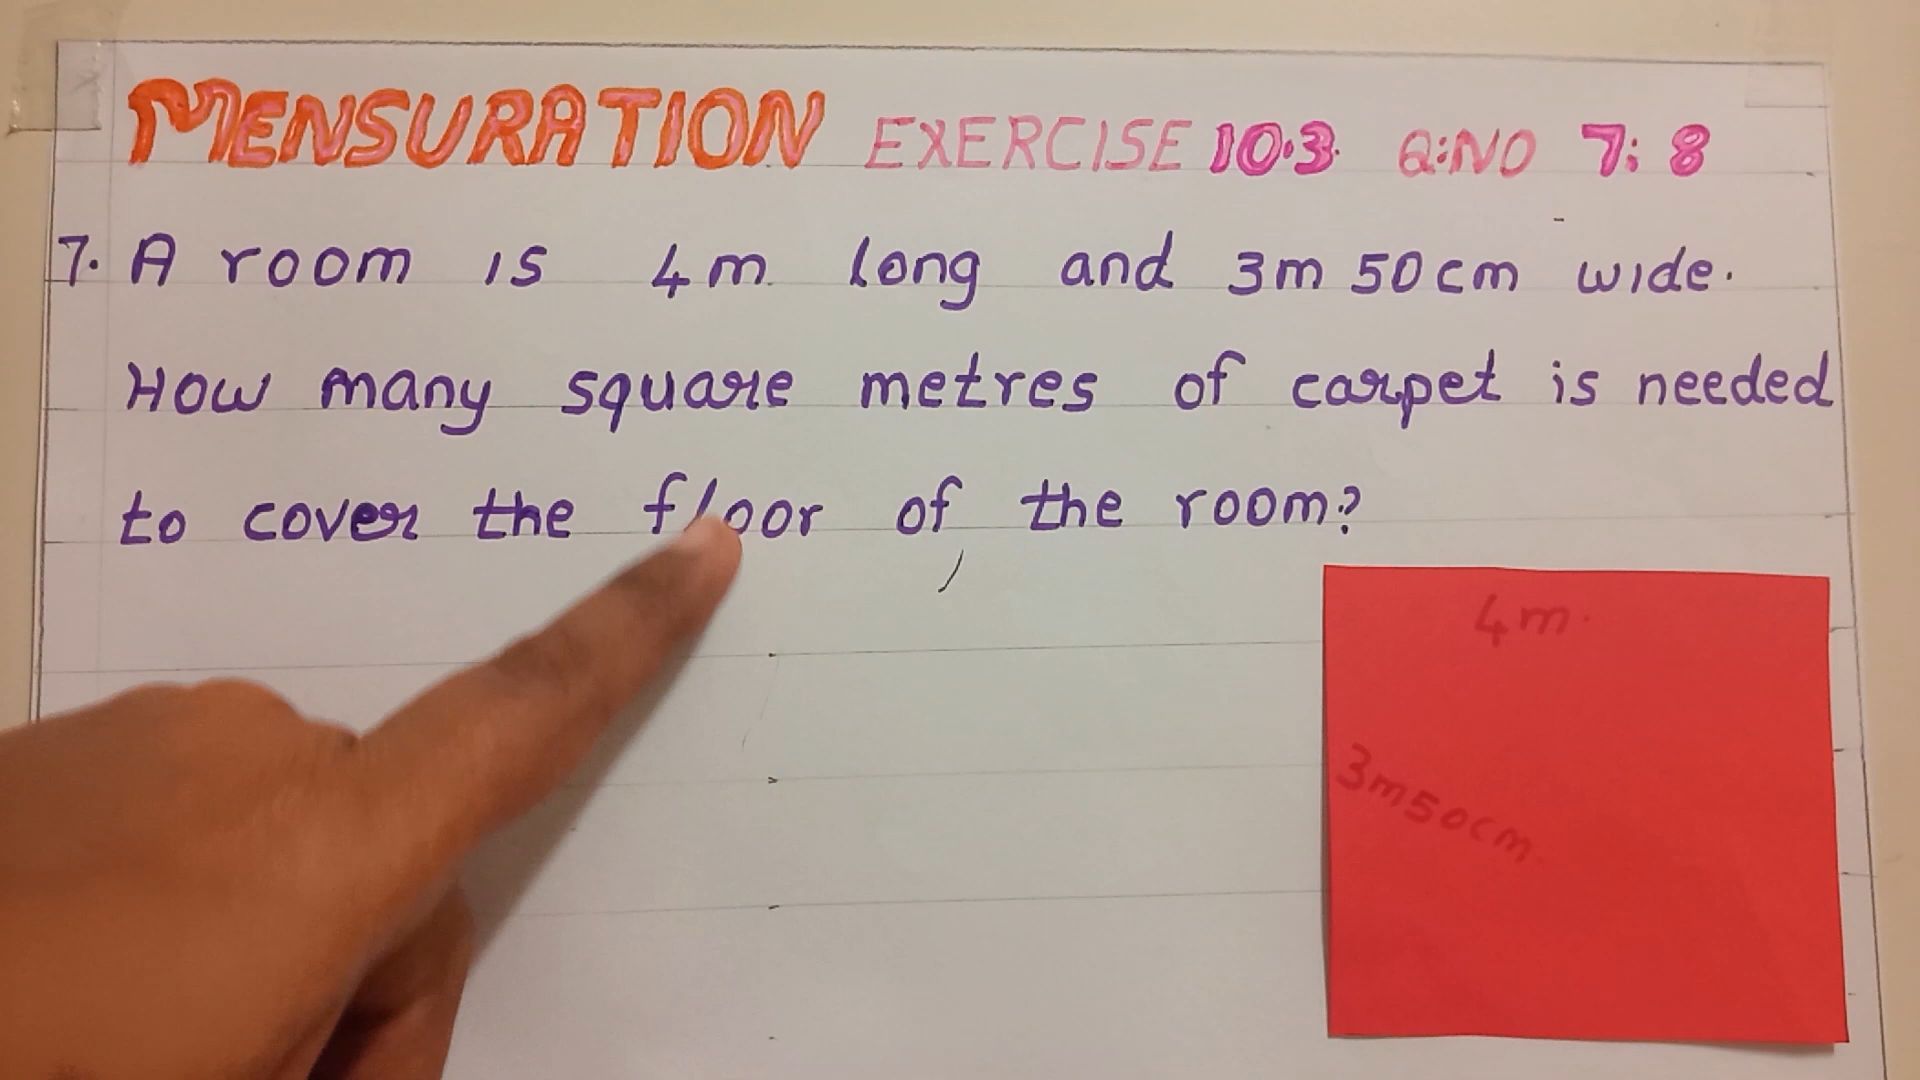 MENSURATION EXERCISE 10.3. Q:NO 7: 8
7. A room is 4m long and 3m 50cm wide.
How many square metres of carpet is needed
to cover the floor of the room?
4m.
3m50cm.